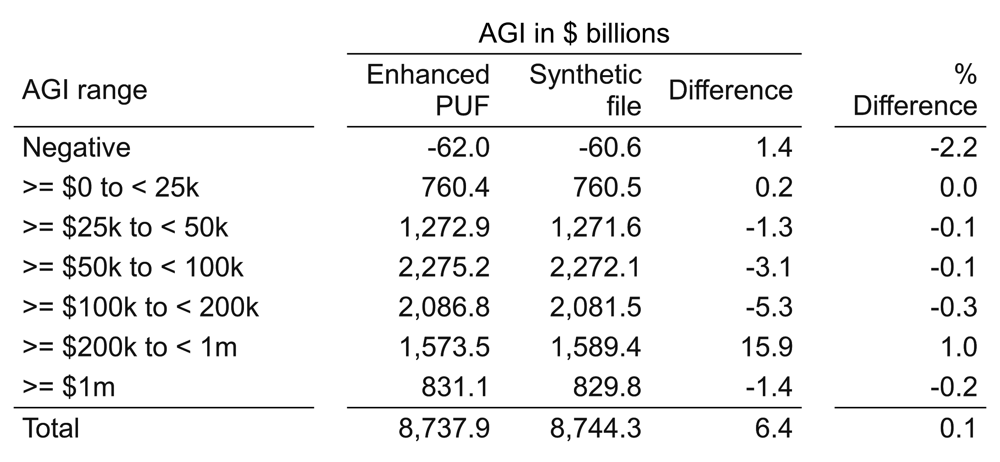 AGI in $ billions
AGI range Enhanced PUF Synthetic file Difference % Difference
Negative -62.0 -60.6 1.4 -2.2
>= $0 to < 25k 760.4 760.5 0.2 0.0
>= $25k to < 50k 1,272.9 1,271.6 -1.3 -0.1
>= $50k to < 100k 2,275.2 2,272.1 -3.1 -0.1
>= $100k to < 200k 2,086.8 2,081.5 -5.3 -0.3
>= $200k to < 1m 1,573.5 1,589.4 15.9 1.0
>= $1m 831.1 829.8 -1.4 -0.2
Total 8,737.9 8,744.3 6.4 0.1